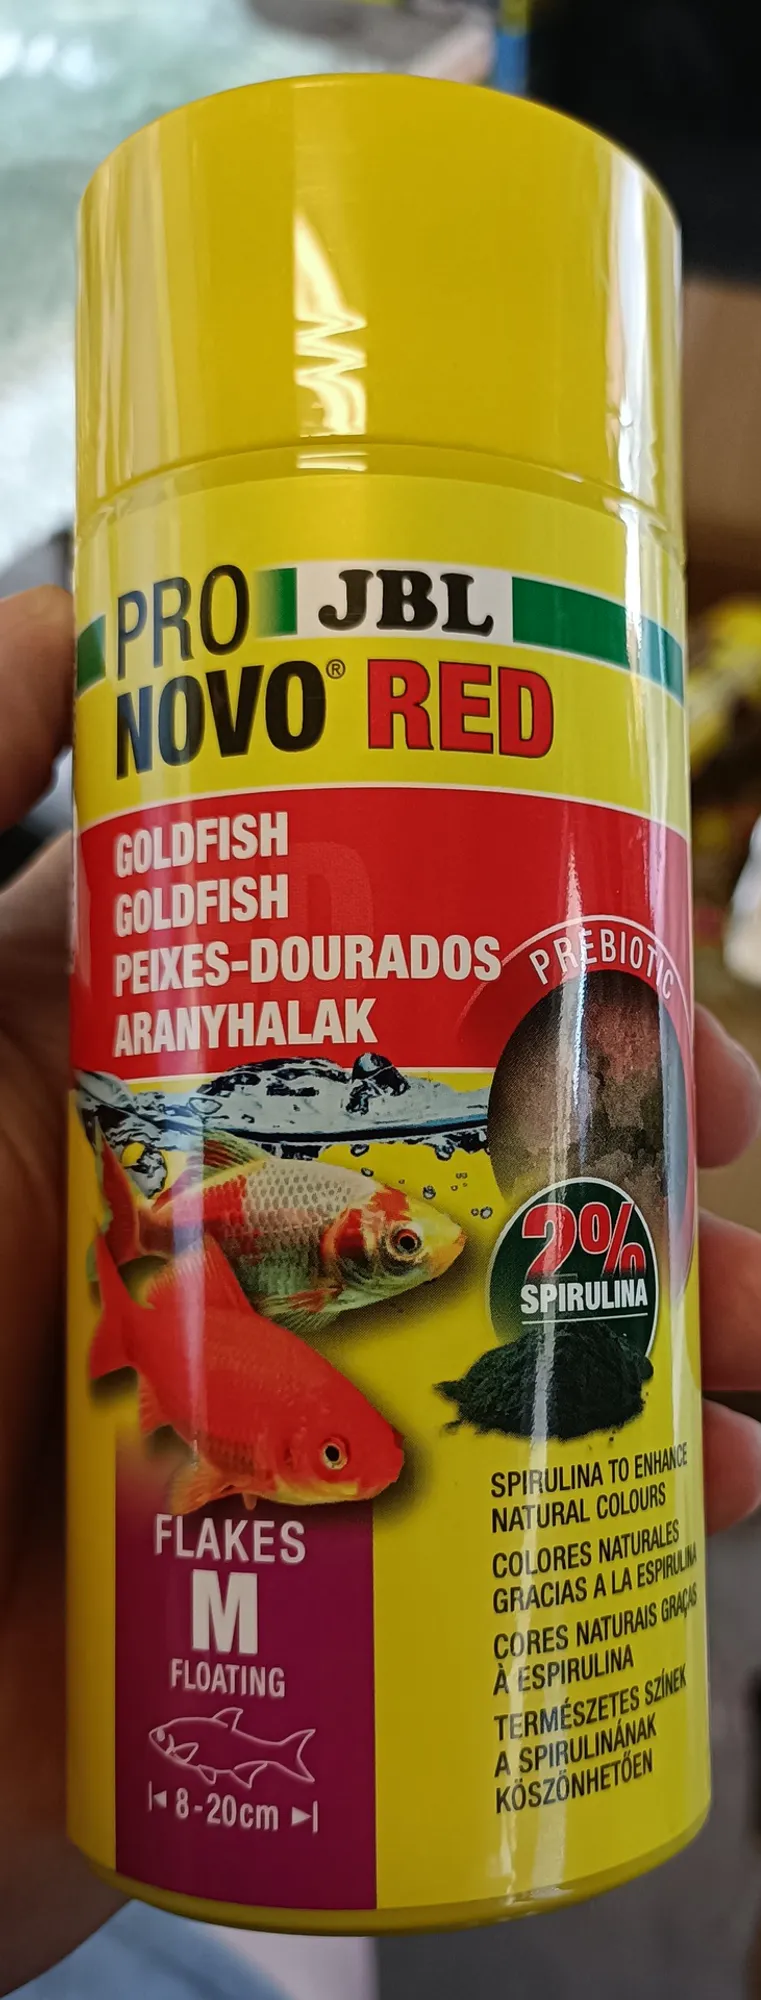 PRO JBL
NOVO® RED
GOLDFISH
GOLDFISH
PEIXES-DOURADOS
ARANYHALAK
PREBIOTIC
2%
SPIRULINA
SPIRULINA TO ENHANCE
NATURAL COLOURS
COLORES NATURALES
GRACIAS A LA ESPIRULINA
CORES NATURAIS GRAÇAS
À ESPIRULINA
TERMÉSZETES SZÍNEK
A SPIRULINÁNAK
KÖSZÖNHETŐEN
FLAKES
M
FLOATING
8-20cm